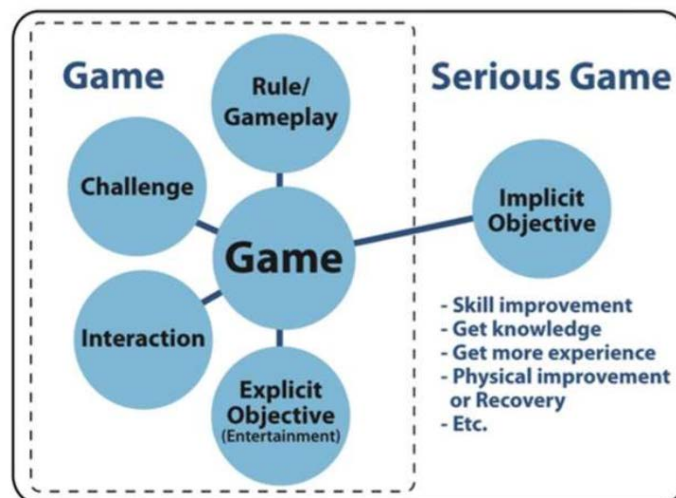 Game
Rule/
Gameplay
Challenge
Game
Interaction
Explicit
Objective
(Entertainment)
Serious Game
Implicit
Objective
- Skill improvement
- Get knowledge
- Get more experience
- Physical improvement
or Recovery
- Etc.